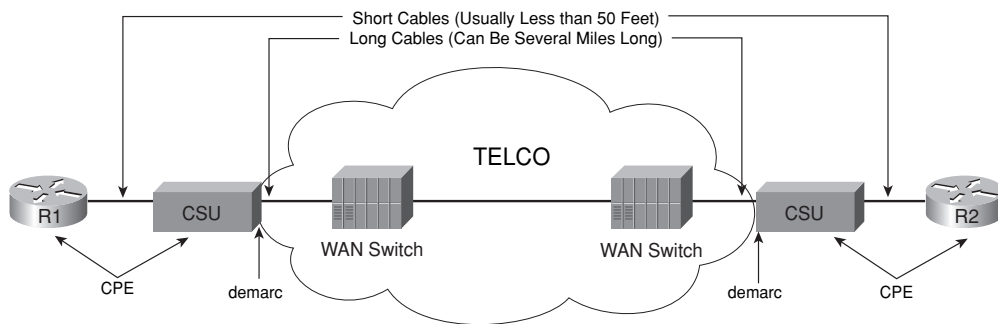 Short Cables (Usually Less than 50 Feet)
Long Cables (Can Be Several Miles Long)
TELCO
R1
CSU
WAN Switch
WAN Switch
CSU
R2
CPE
demarc
demarc
CPE